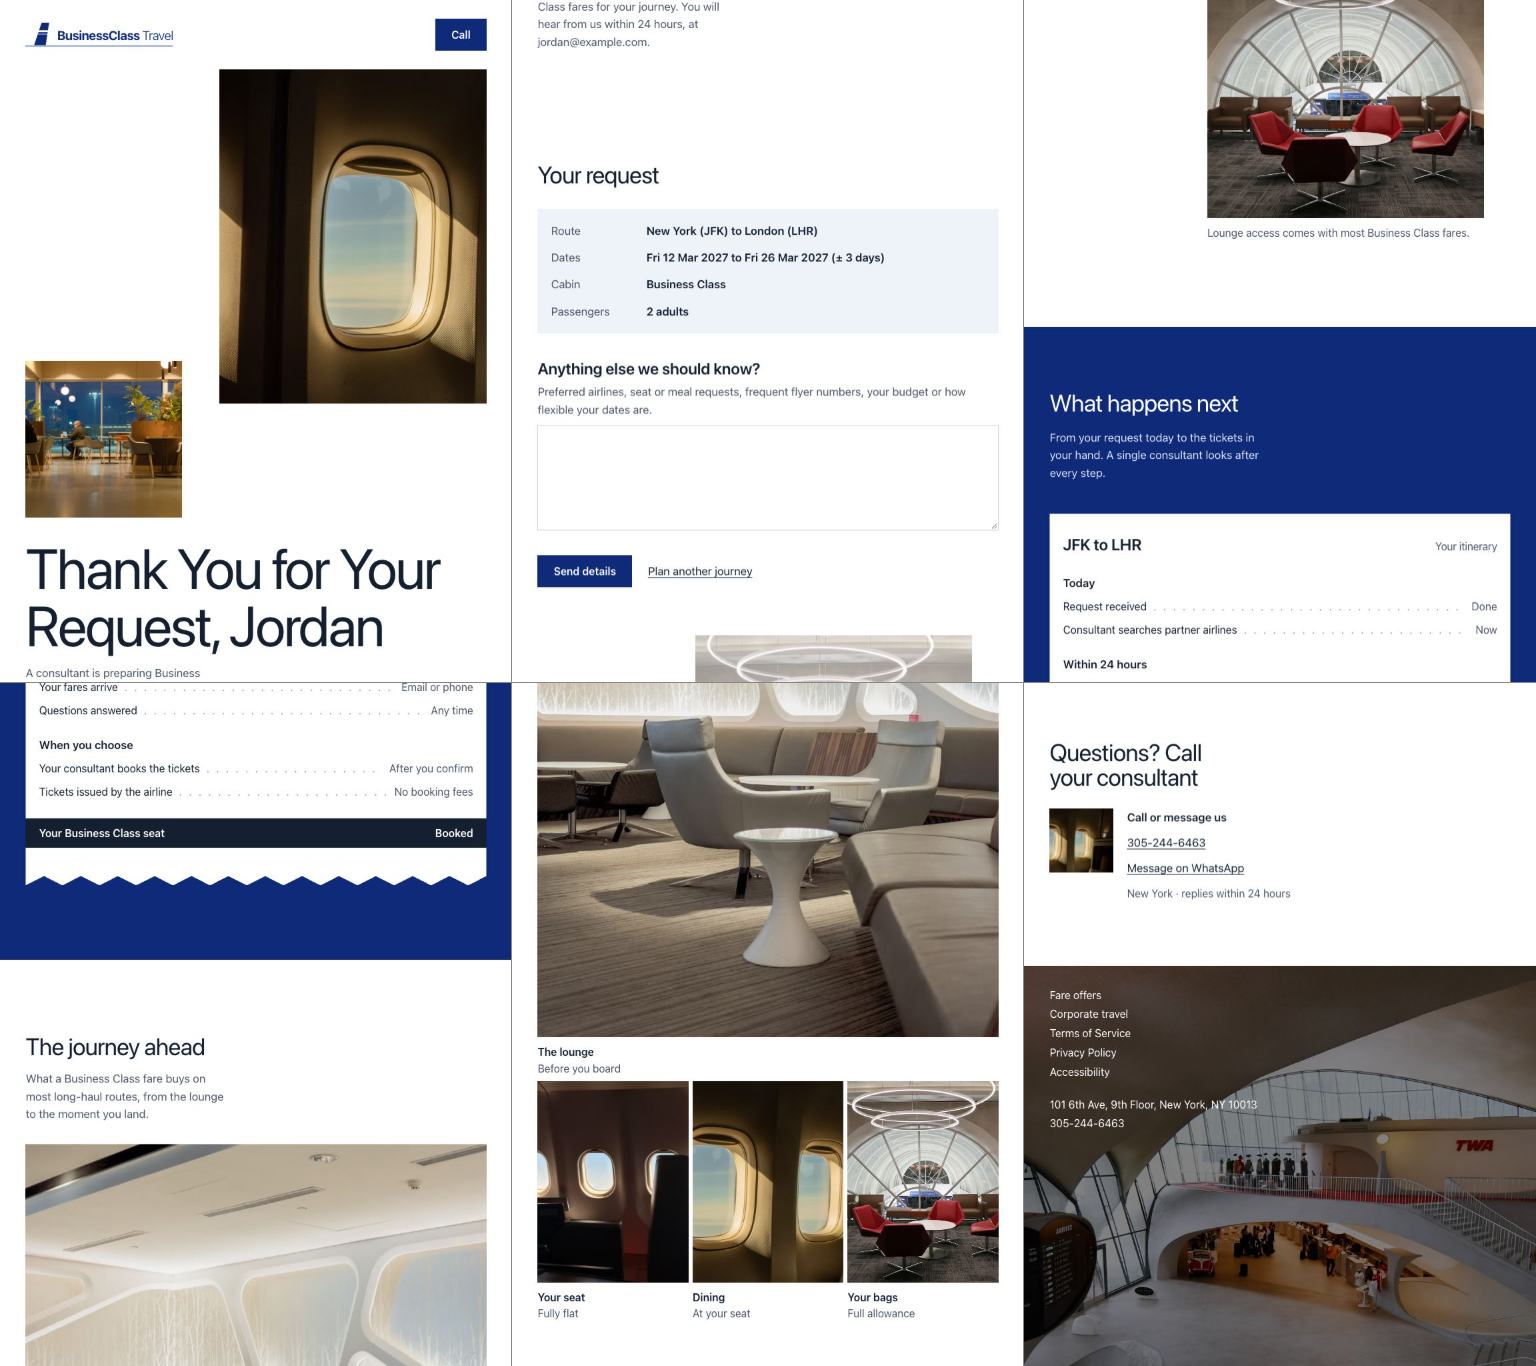 BusinessClass Travel
Call
Thank You for Your
Request, Jordan
A consultant is preparing Business
Class fares for your journey. You will
hear from us within 24 hours, at
jordan@example.com.
Your request
Route New York (JFK) to London (LHR)
Dates Fri 12 Mar 2027 to Fri 26 Mar 2027 (± 3 days)
Cabin Business Class
Passengers 2 adults
Anything else we should know?
Preferred airlines, seat or meal requests, frequent flyer numbers, your budget or how
flexible your dates are.
Send details Plan another journey
Lounge access comes with most Business Class fares.
What happens next
From your request today to the tickets in
your hand. A single consultant looks after
every step.
JFK to LHR Your itinerary
Today
Request received Done
Consultant searches partner airlines Now
Within 24 hours
Your fares arrive Email or phone
Questions answered Any time
When you choose
Your consultant books the tickets After you confirm
Tickets issued by the airline No booking fees
Your Business Class seat Booked
The journey ahead
What a Business Class fare buys on
most long-haul routes, from the lounge
to the moment you land.
The lounge
Before you board
Your seat
Fully flat
Dining
At your seat
Your bags
Full allowance
Questions? Call
your consultant
Call or message us
305-244-6463
Message on WhatsApp
New York · replies within 24 hours
Fare offers
Corporate travel
Terms of Service
Privacy Policy
Accessibility
101 6th Ave, 9th Floor, New York, NY 10013
305-244-6463
TWA